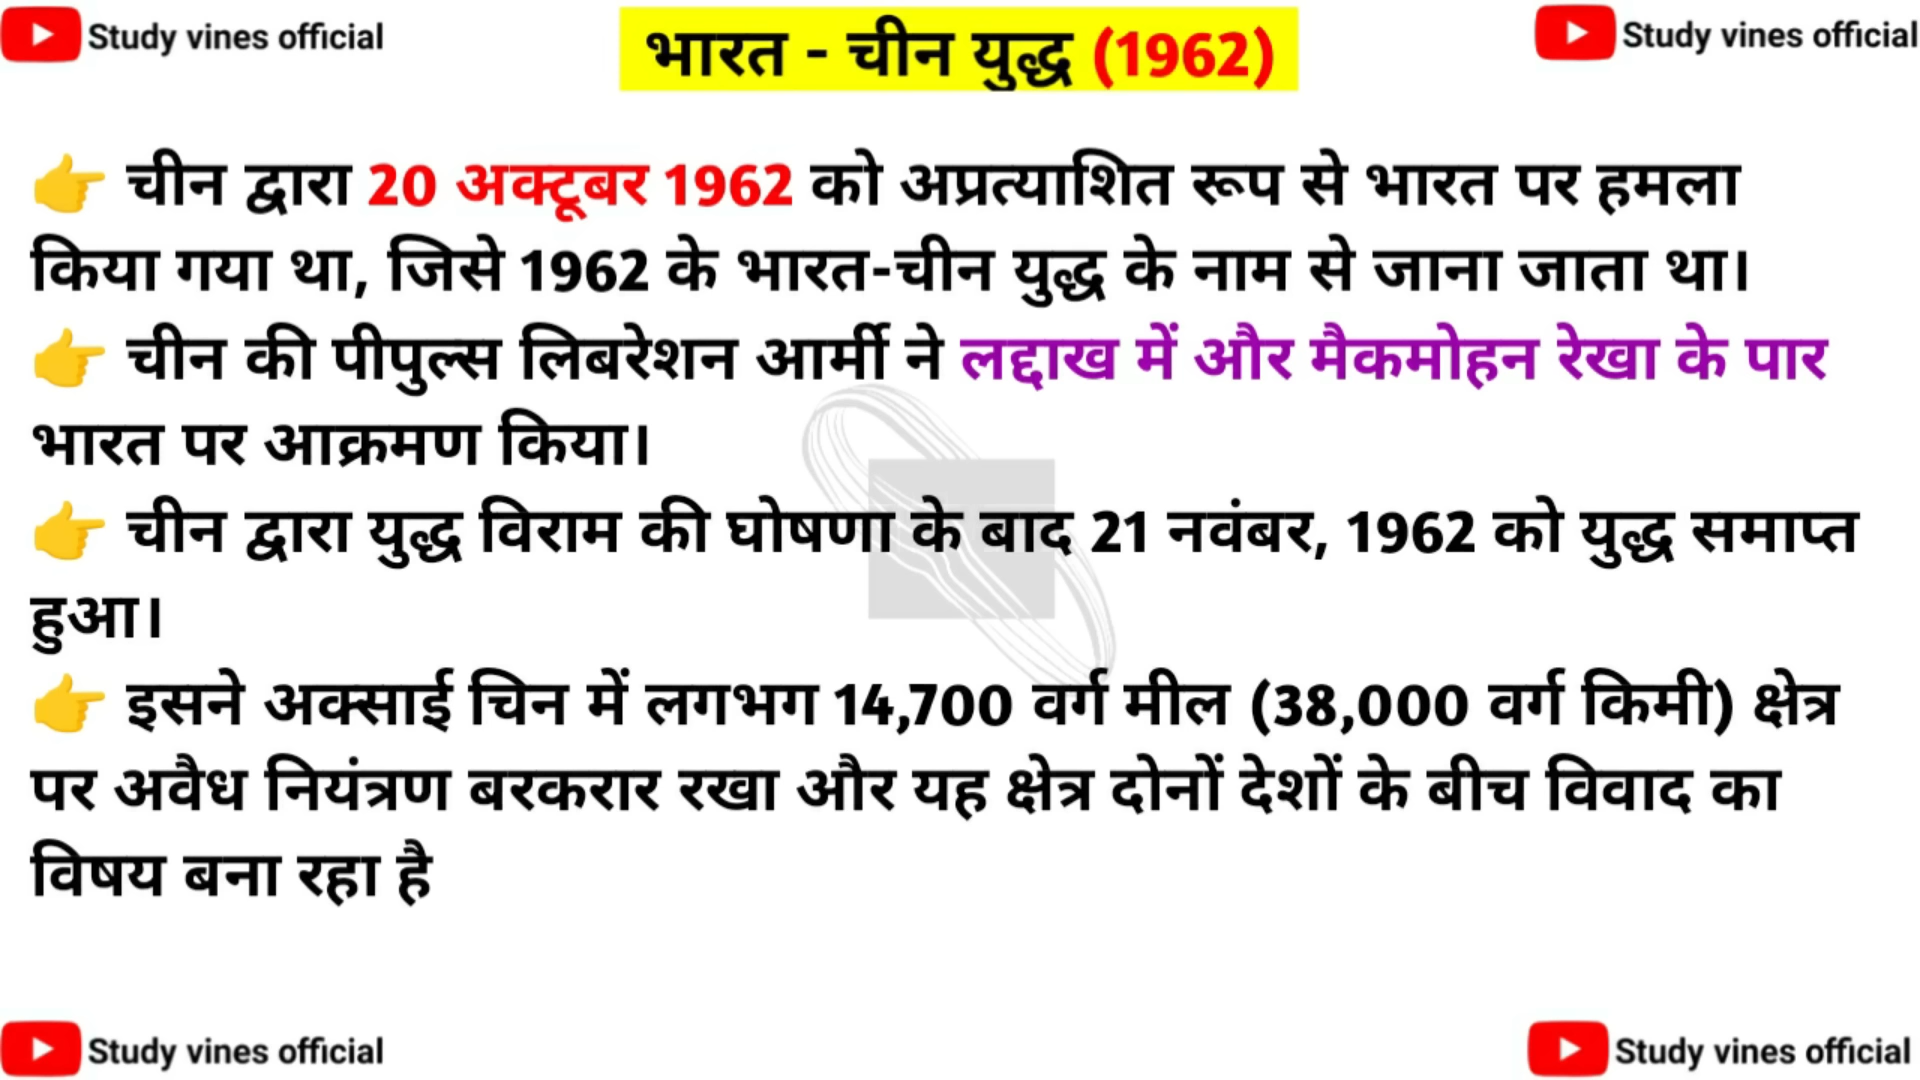 Study vines official
भारत - चीन युद्ध (1962)
Study vines official
👉 चीन द्वारा 20 अक्टूबर 1962 को अप्रत्याशित रूप से भारत पर हमला
किया गया था, जिसे 1962 के भारत-चीन युद्ध के नाम से जाना जाता था।
👉 चीन की पीपुल्स लिबरेशन आर्मी ने लद्दाख में और मैकमोहन रेखा के पार
भारत पर आक्रमण किया।
👉 चीन द्वारा युद्ध विराम की घोषणा के बाद 21 नवंबर, 1962 को युद्ध समाप्त
हुआ।
👉 इसने अक्साई चिन में लगभग 14,700 वर्ग मील (38,000 वर्ग किमी) क्षेत्र
पर अवैध नियंत्रण बरकरार रखा और यह क्षेत्र दोनों देशों के बीच विवाद का
विषय बना रहा है
Study vines official
Study vines official